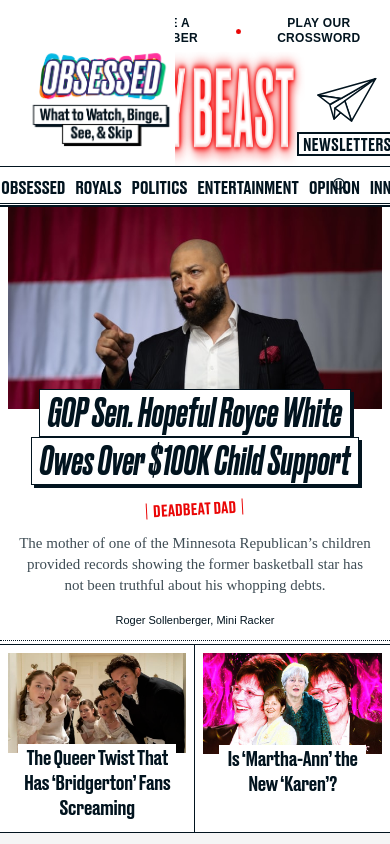 E A
BER
PLAY OUR
CROSSWORD
OBSESSED
What to Watch, Binge,
See, & Skip
Y BEAST
NEWSLETTERS
OBSESSED ROYALS POLITICS ENTERTAINMENT OPINION INN
GOP Sen. Hopeful Royce White
Owes Over $100K Child Support
DEADBEAT DAD
The mother of one of the Minnesota Republican’s children
provided records showing the former basketball star has
not been truthful about his whopping debts.
Roger Sollenberger, Mini Racker
The Queer Twist That
Has ‘Bridgerton’ Fans
Screaming
Is ‘Martha-Ann’ the
New ‘Karen’?